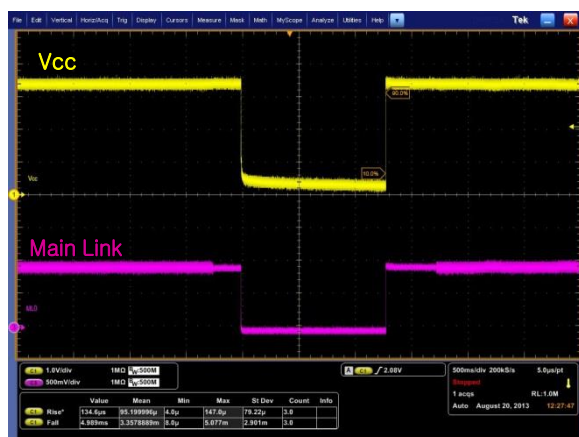 File Edit Vertical Horiz/Acq Trig Display Cursors Measure Mask Math MyScope Analyze Utilities Help Tek
Vcc
90.0%
10.0%
Vcc
1
Main Link
ML0
C1 1.0V/div 1MΩ BW:500M
C3 500mV/div 1MΩ BW:500M
A C1 ∫ 2.08V
500ms/div 200kS/s 5.0µs/pt
Stopped
1 acqs RL:1.0M
Auto August 20, 2013 12:27:47
Value Mean Min Max St Dev Count Info
C1 Rise* 134.6µs 95.199996µ 4.0µ 147.0µ 79.22µ 3.0
C1 Fall 4.989ms 3.3578889m 8.0µ 5.077m 2.901m 3.0